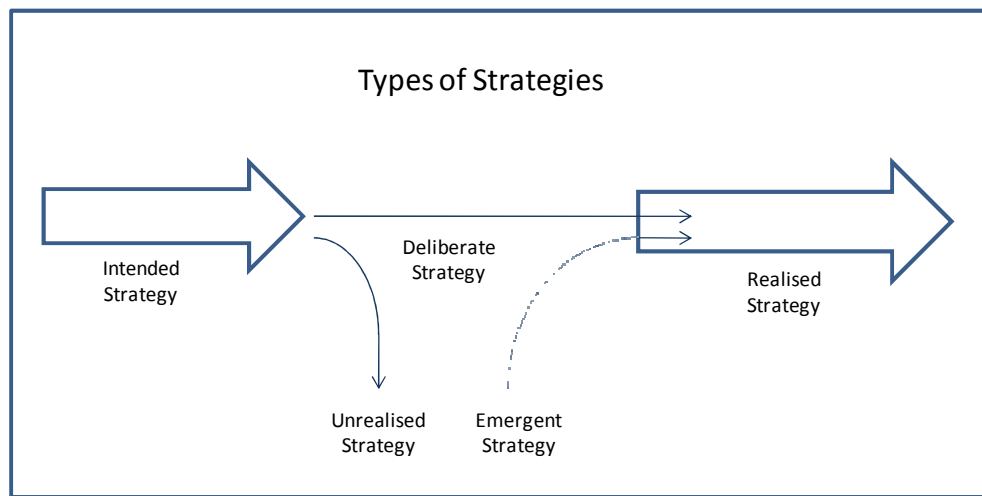 Types of Strategies
Intended
Strategy
Deliberate
Strategy
Realised
Strategy
Unrealised
Strategy
Emergent
Strategy